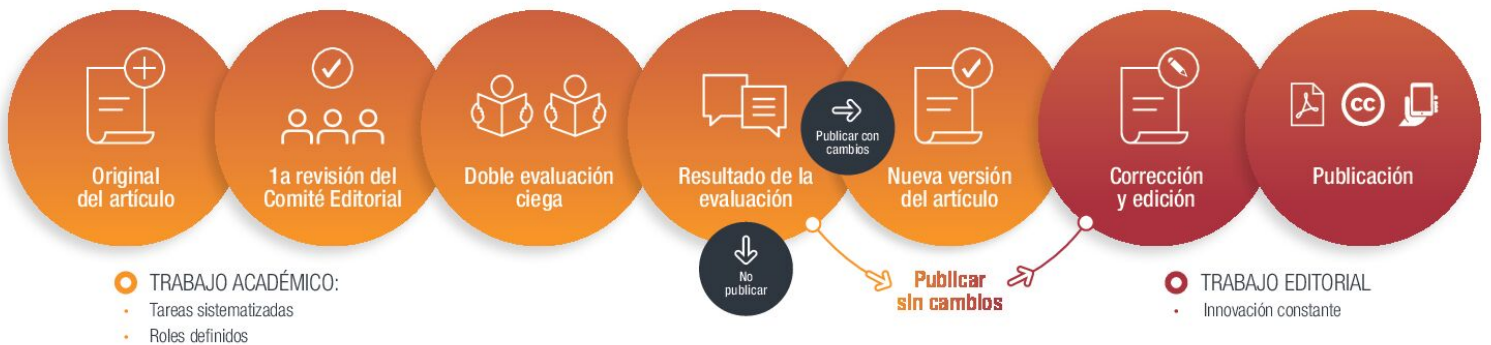 Original
del artículo
1a revisión del
Comité Editorial
Doble evaluación
ciega
Resultado de la
evaluación
Publicar con
cambios
No
publicar
Nueva versión
del artículo
Publicar
sin cambios
Corrección
y edición
CC
Publicación
TRABAJO ACADÉMICO:
• Tareas sistematizadas
• Roles definidos
TRABAJO EDITORIAL
• Innovación constante